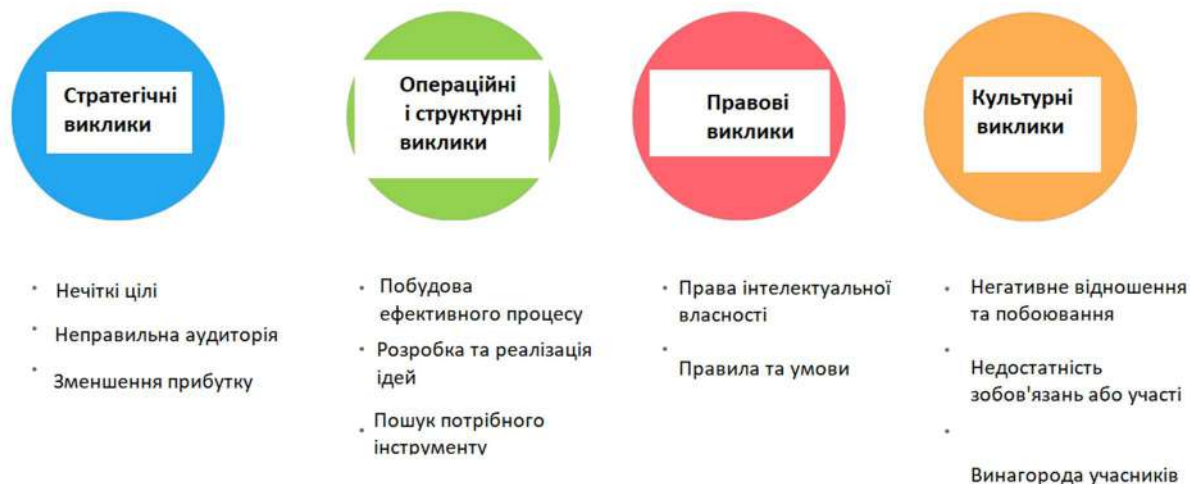 Стратегічні
виклики
Операційні
і структурні
виклики
Правові
виклики
Культурні
виклики
Нечіткі цілі
Неправильна аудиторія
Зменшення прибутку
Побудова
ефективного процесу
Розробка та реалізація
ідей
Пошук потрібного
інструменту
Права інтелектуальної
власності
Правила та умови
Негативне відношення
та побоювання
Недостатність
зобов'язань або участі
Винагорода учасників